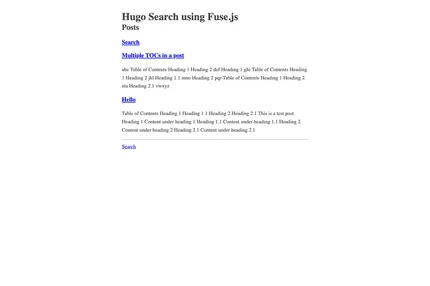 Hugo Search using Fuse.js
Posts
Search
Multiple TOCs in a post
abc Table of Contents Heading 1 Heading 2 def Heading 1 ghi Table of Contents Heading
1 Heading 2 jkl Heading 1 1 mno Heading 2 pqr Table of Contents Heading 1 Heading 2
stu Heading 2.1 vwxyz
Hello
Table of Contents Heading 1 Heading 1.1 Heading 2 Heading 2.1 This is a test post.
Heading 1 Content under heading 1 Heading 1.1 Content under heading 1.1 Heading 2
Content under heading 2 Heading 2.1 Content under heading 2.1
Search